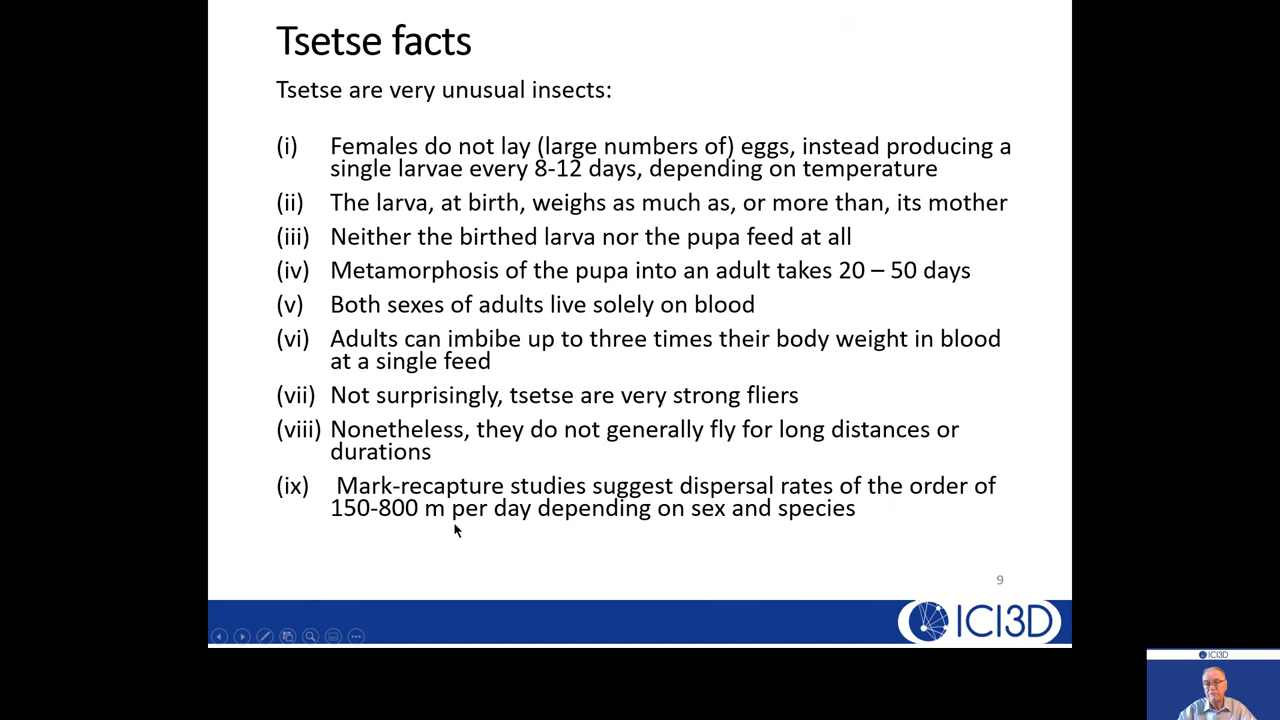 Tsetse facts
Tsetse are very unusual insects:
(i) Females do not lay (large numbers of) eggs, instead producing a
single larvae every 8-12 days, depending on temperature
(ii) The larva, at birth, weighs as much as, or more than, its mother
(iii) Neither the birthed larva nor the pupa feed at all
(iv) Metamorphosis of the pupa into an adult takes 20 – 50 days
(v) Both sexes of adults live solely on blood
(vi) Adults can imbibe up to three times their body weight in blood
at a single feed
(vii) Not surprisingly, tsetse are very strong fliers
(viii) Nonetheless, they do not generally fly for long distances or
durations
(ix) Mark-recapture studies suggest dispersal rates of the order of
150-800 m per day depending on sex and species
9
ICI3D
ICI3D